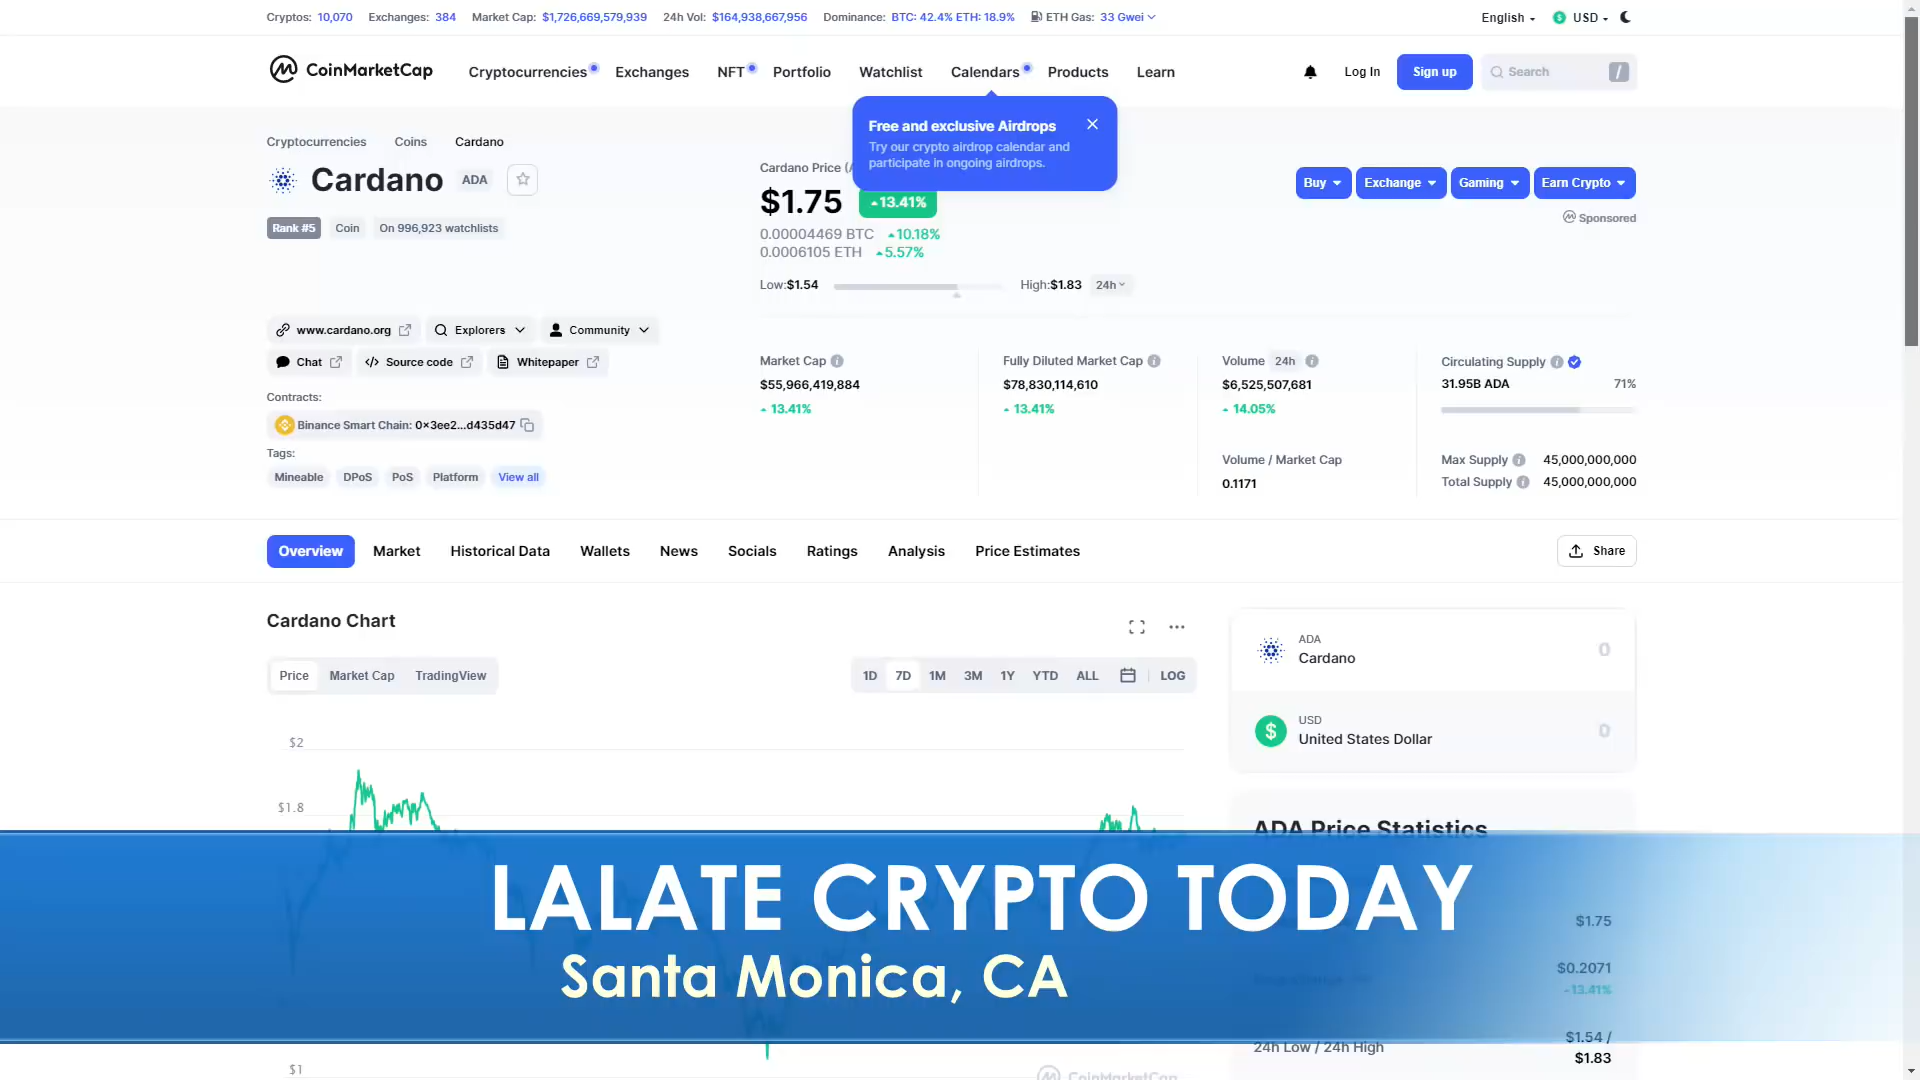 Cryptos: 10,070 Exchanges: 384 Market Cap: $1,726,669,579,939 24h Vol: $164,938,667,956 Dominance: BTC: 42.4% ETH: 18.9% ETH Gas: 33 Gwei English USD
CoinMarketCap Cryptocurrencies Exchanges NFT Portfolio Watchlist Calendars Products Learn Log In Sign up Search /
Free and exclusive Airdrops
Try our crypto airdrop calendar and
participate in ongoing airdrops.
Cryptocurrencies Coins Cardano
Cardano ADA
Rank #5 Coin On 996,923 watchlists
Cardano Price (A
$1.75 13.41%
0.00004469 BTC 10.18%
0.0006105 ETH 5.57%
Low:$1.54 High:$1.83 24h
Buy Exchange Gaming Earn Crypto
Sponsored
www.cardano.org Explorers Community
Chat Source code Whitepaper
Contracts:
Binance Smart Chain: 0×3ee2...d435d47
Tags:
Mineable DPoS PoS Platform View all
Market Cap
$55,966,419,884
13.41%
Fully Diluted Market Cap
$78,830,114,610
13.41%
Volume 24h
$6,525,507,681
14.05%
Volume / Market Cap
0.1171
Circulating Supply
31.95B ADA 71%
Max Supply 45,000,000,000
Total Supply 45,000,000,000
Overview Market Historical Data Wallets News Socials Ratings Analysis Price Estimates Share
Cardano Chart
Price Market Cap TradingView 1D 7D 1M 3M 1Y YTD ALL LOG
$2
$1.8
$1
CoinMarketCap
ADA
Cardano 0
USD
United States Dollar 0
ADA Price Statistics
$1.75
$0.2071
13.41%
24h Low / 24h High $1.54 /
$1.83
LALATE CRYPTO TODAY
Santa Monica, CA